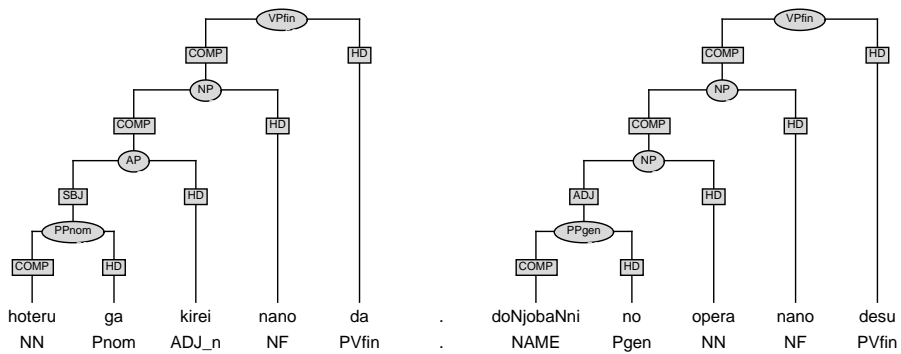 VPfin VPfin
COMP HD COMP HD
NP NP
COMP HD COMP HD
AP NP
SBJ HD ADJ HD
PPnom PPgen
COMP HD COMP HD
hoteru ga kirei nano da . doNjobaNni no opera nano desu
NN Pnom ADJ_n NF PVfin . NAME Pgen NN NF PVfin